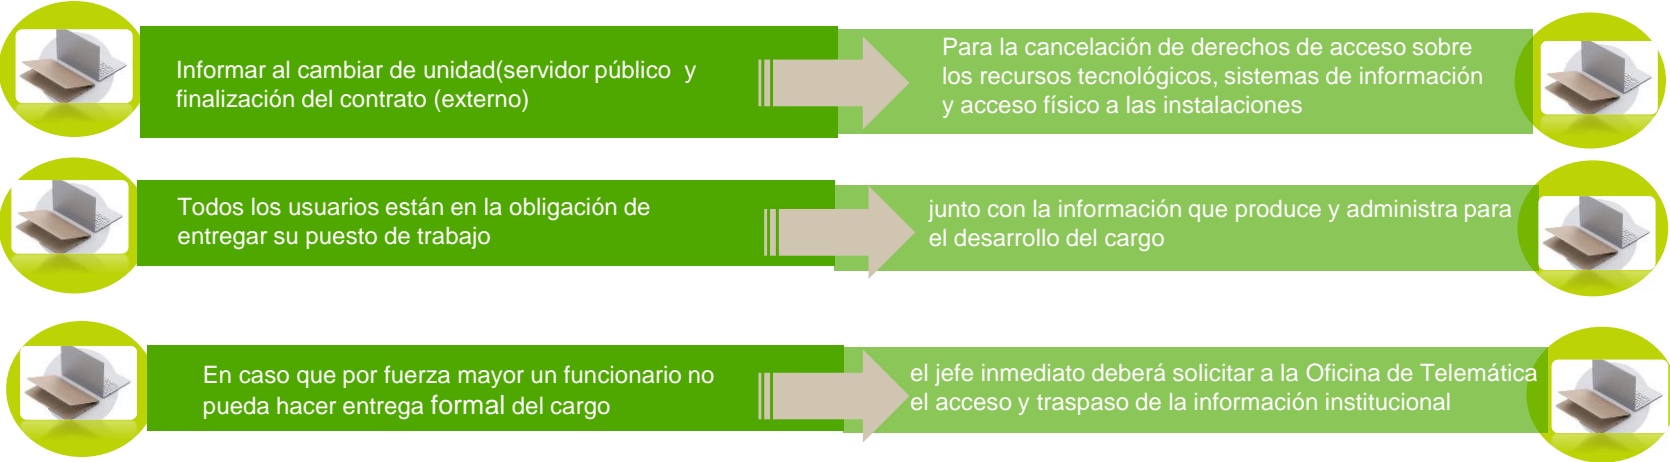 Informar al cambiar de unidad(servidor público y
finalización del contrato (externo)
Para la cancelación de derechos de acceso sobre
los recursos tecnológicos, sistemas de información
y acceso físico a las instalaciones
Todos los usuarios están en la obligación de
entregar su puesto de trabajo
junto con la información que produce y administra para
el desarrollo del cargo
En caso que por fuerza mayor un funcionario no
pueda hacer entrega formal del cargo
el jefe inmediato deberá solicitar a la Oficina de Telemática
el acceso y traspaso de la información institucional